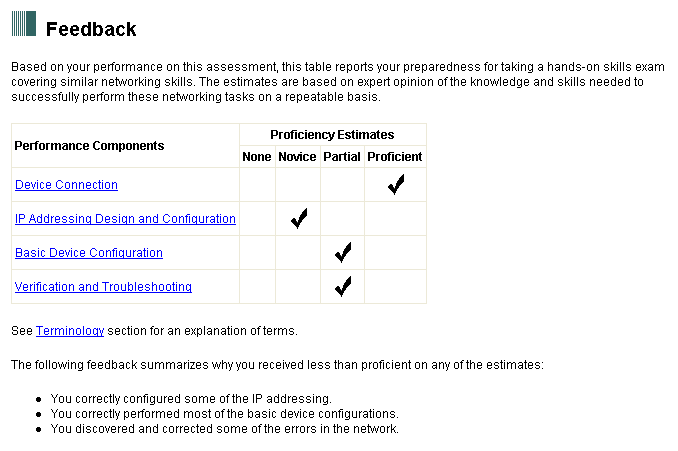 Feedback
Based on your performance on this assessment, this table reports your preparedness for taking a hands-on skills exam
covering similar networking skills. The estimates are based on expert opinion of the knowledge and skills needed to
successfully perform these networking tasks on a repeatable basis.
Performance Components
Proficiency Estimates
None Novice Partial Proficient
Device Connection
IP Addressing Design and Configuration
Basic Device Configuration
Verification and Troubleshooting
See Terminology section for an explanation of terms.
The following feedback summarizes why you received less than proficient on any of the estimates:
● You correctly configured some of the IP addressing.
● You correctly performed most of the basic device configurations.
● You discovered and corrected some of the errors in the network.